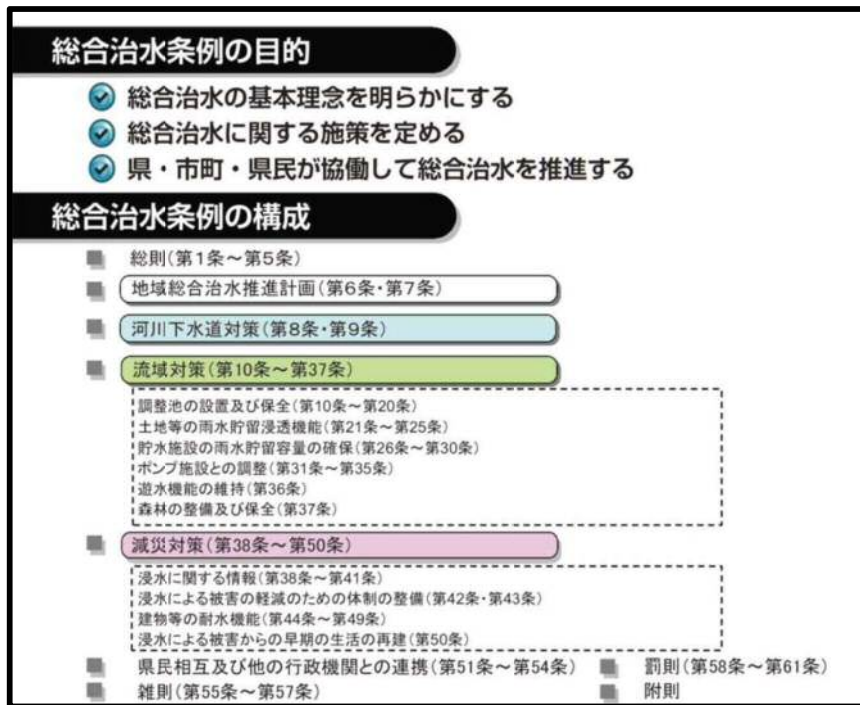 総合治水条例の目的
総合治水の基本理念を明らかにする
総合治水に関する施策を定める
県・市町・県民が協働して総合治水を推進する
総合治水条例の構成
総則(第1条～第5条)
地域総合治水推進計画(第6条・第7条)
河川下水道対策(第8条・第9条)
流域対策(第10条～第37条)
調整池の設置及び保全(第10条～第20条)
土地等の雨水貯留浸透機能(第21条～第25条)
貯水施設の雨水貯留容量の確保(第26条～第30条)
ポンプ施設との調整(第31条～第35条)
遊水機能の維持(第36条)
森林の整備及び保全(第37条)
減災対策(第38条～第50条)
浸水に関する情報(第38条～第41条)
浸水による被害の軽減のための体制の整備(第42条・第43条)
建物等の耐水機能(第44条～第49条)
浸水による被害からの早期の生活の再建(第50条)
県民相互及び他の行政機関との連携(第51条～第54条)
罰則(第58条～第61条)
雑則(第55条～第57条)
附則